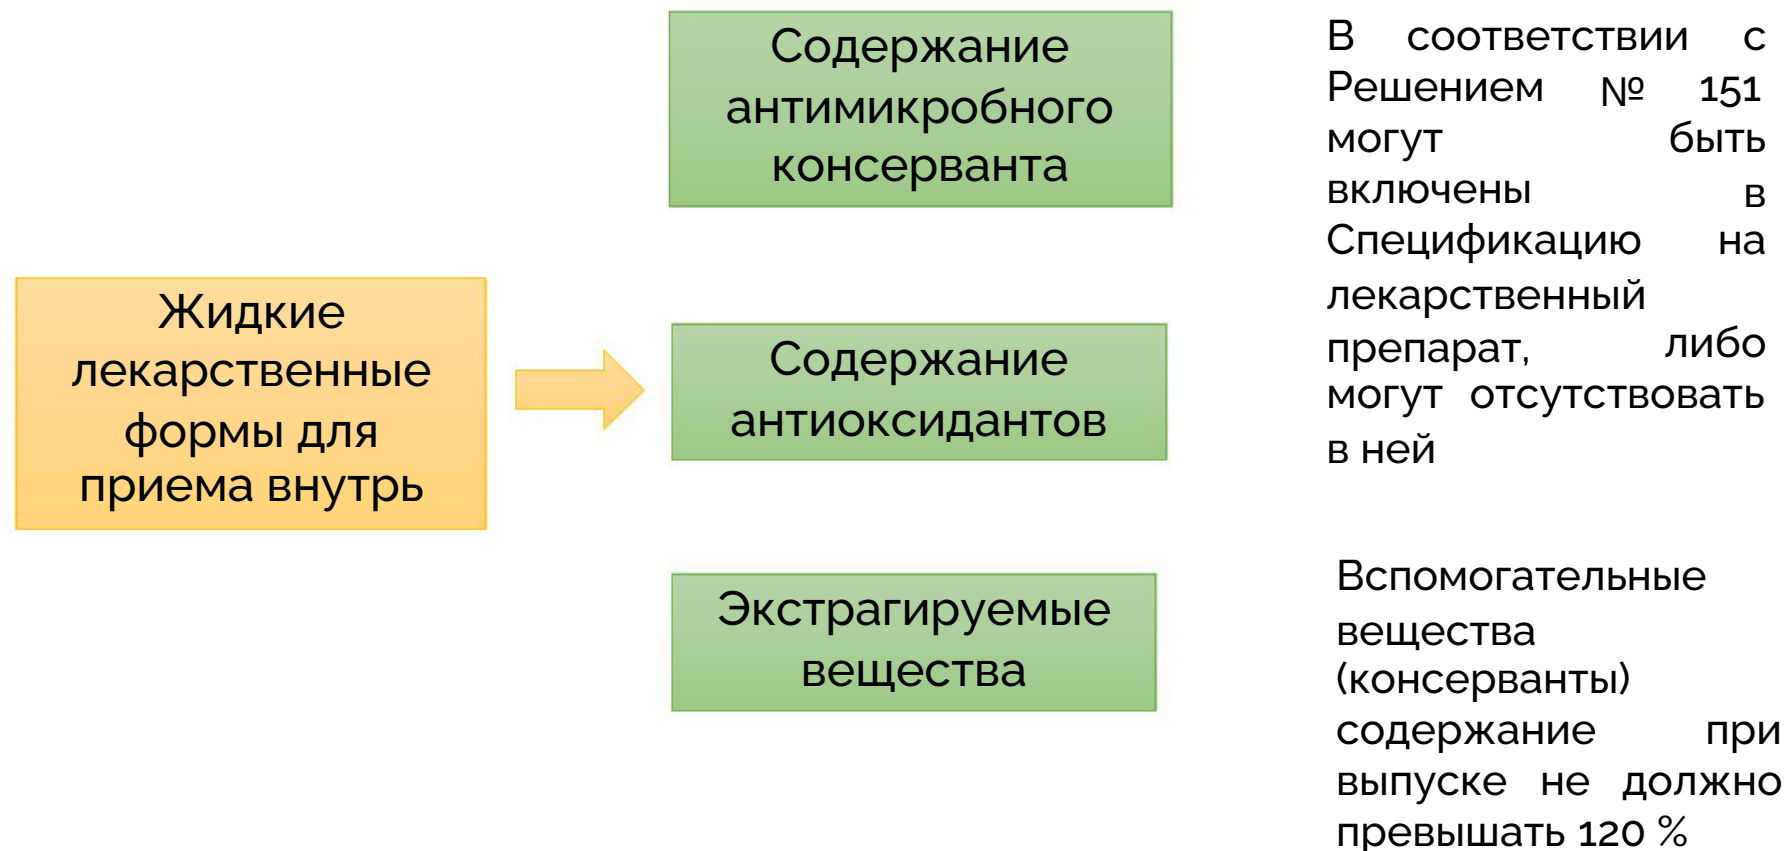 Жидкие
лекарственные
формы для
приема внутрь
Содержание
антимикробного
консерванта
Содержание
антиоксидантов
Экстрагируемые
вещества
В соответствии с
Решением № 151
могут быть
включены в
Спецификацию на
лекарственный
препарат, либо
могут отсутствовать
в ней
Вспомогательные
вещества
(консерванты)
содержание при
выпуске не должно
превышать 120 %